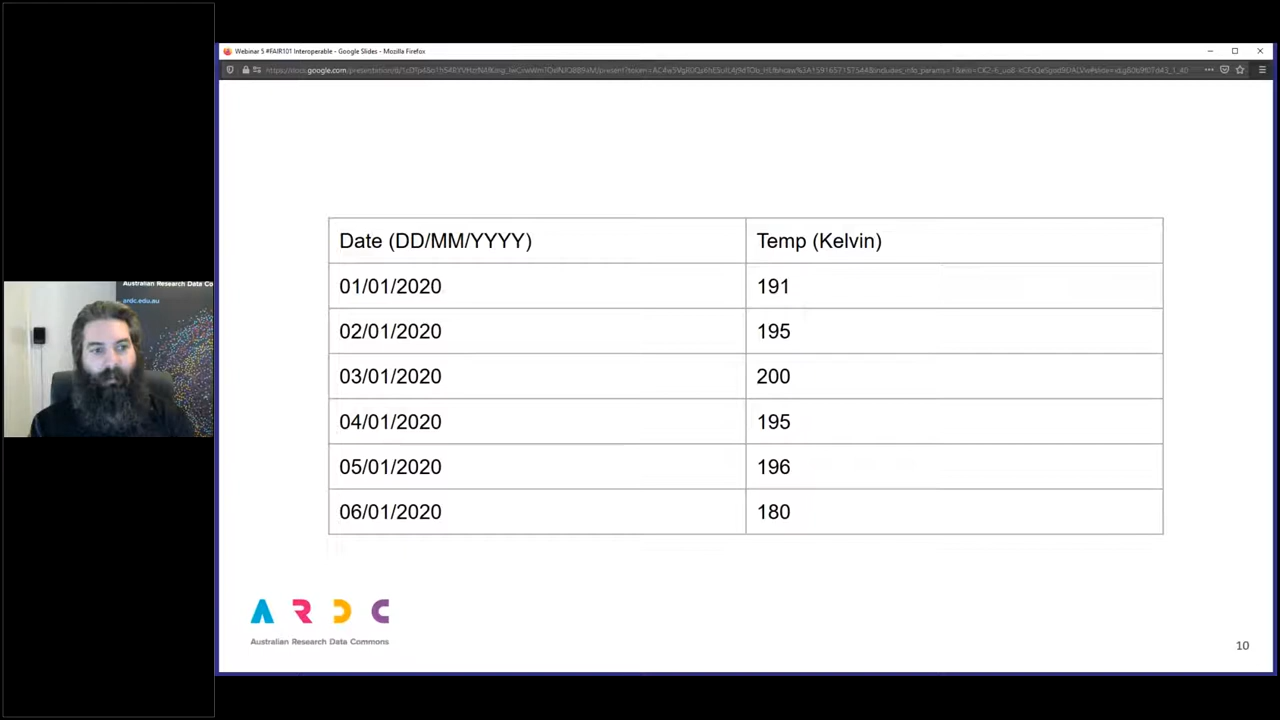 Webinar 5 #FAIR101 Interoperable - Google Slides - Mozilla Firefox
Australian Research Data Co
ardc.edu.au
Date (DD/MM/YYYY) Temp (Kelvin)
01/01/2020 191
02/01/2020 195
03/01/2020 200
04/01/2020 195
05/01/2020 196
06/01/2020 180
ARDC
Australian Research Data Commons
10